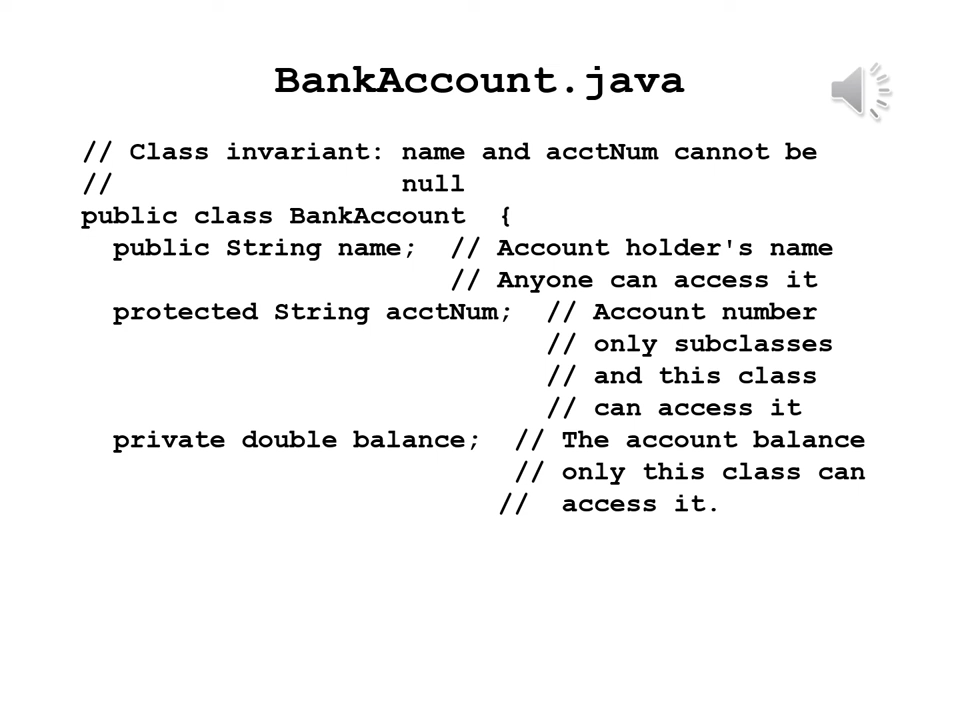 BankAccount.java
// Class invariant: name and acctNum cannot be
//                  null
public class BankAccount  {
  public String name;  // Account holder's name
                       // Anyone can access it
  protected String acctNum;  // Account number
                             // only subclasses
                             // and this class
                             // can access it
  private double balance;  // The account balance
                           // only this class can
                          //  access it.